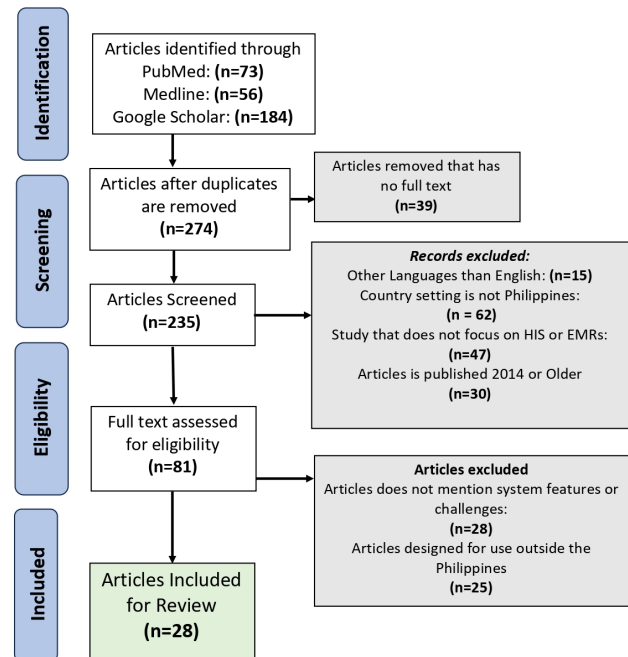 Identification
Articles identified through
PubMed: (n=73)
Medline: (n=56)
Google Scholar: (n=184)
Screening
Articles after duplicates
are removed
(n=274)
Articles removed that has
no full text
(n=39)
Articles Screened
(n=235)
Records excluded:
Other Languages than English: (n=15)
Country setting is not Philippines:
(n = 62)
Study that does not focus on HIS or EMRs:
(n=47)
Articles is published 2014 or Older
(n=30)
Eligibility
Full text assessed
for eligibility
(n=81)
Articles excluded
Articles does not mention system features or
challenges:
(n=28)
Articles designed for use outside the
Philippines
(n=25)
Included
Articles Included
for Review
(n=28)